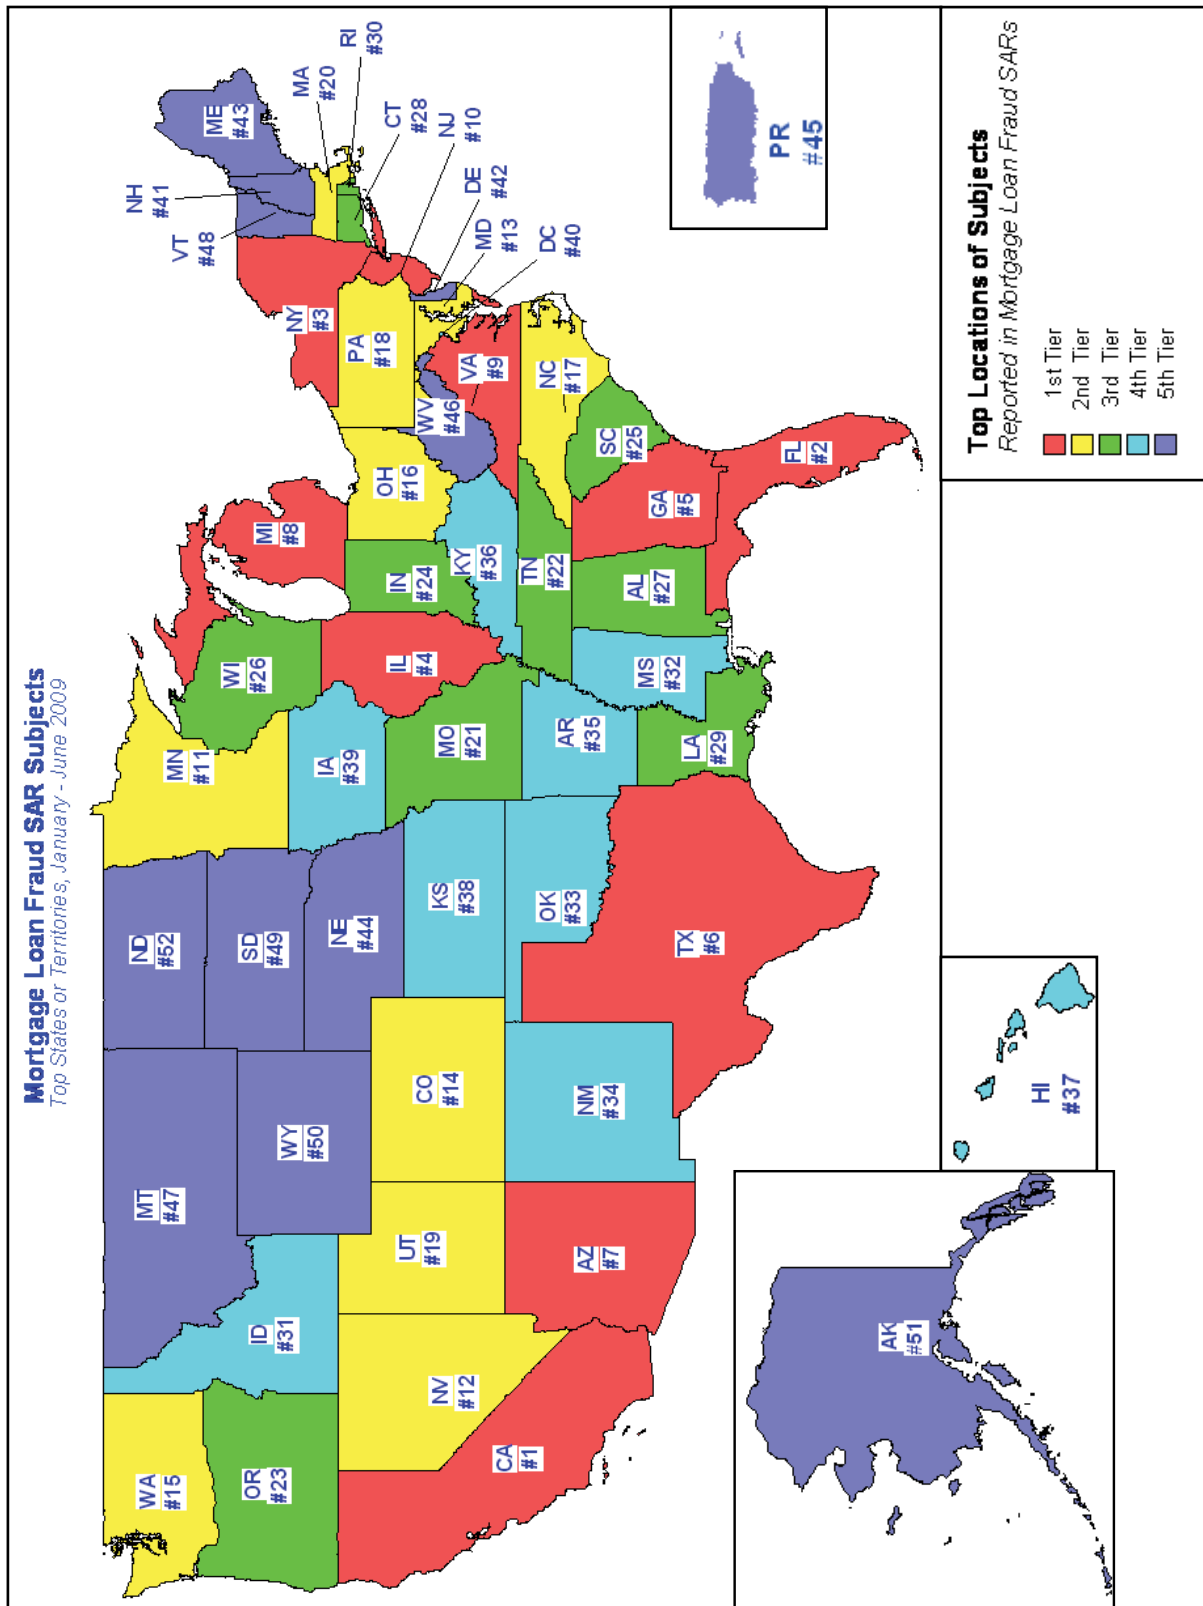 Mortgage Loan Fraud SAR Subjects
Top States or Territories, January - June 2009
WA
#15
OR
#23
CA
#1
NV
#12
ID
#31
MT
#47
WY
#50
UT
#19
AZ
#7
CO
#14
NM
#34
ND
#52
SD
#49
NE
#44
KS
#38
OK
#33
TX
#6
MN
#11
IA
#39
MO
#21
AR
#35
LA
#29
WI
#26
IL
#4
MS
#32
MI
#8
IN
#24
KY
#36
TN
#22
AL
#27
OH
#16
WV
#46
VA
#9
NC
#17
SC
#25
GA
#5
FL
#2
PA
#18
NY
#3
VT
#48
NH
#41
ME
#43
MA
#20
RI
#30
CT
#28
NJ
#10
DE
#42
MD
#13
DC
#40
AK
#51
HI
#37
PR
#45
Top Locations of Subjects
Reported in Mortgage Loan Fraud SARs
1st Tier
2nd Tier
3rd Tier
4th Tier
5th Tier